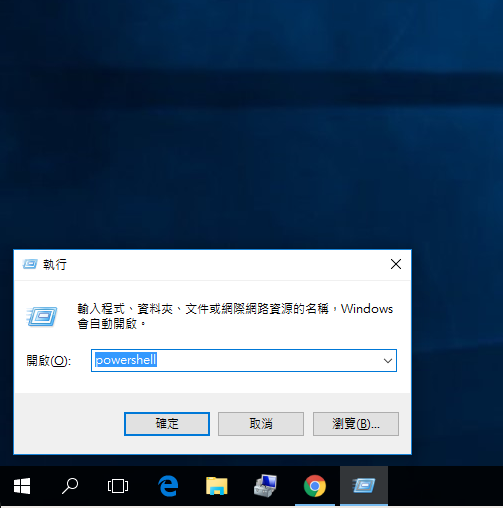 執行
輸入程式、資料夾、文件或網際網路資源的名稱，Windows
會自動開啟。
開啟(O):
powershell
確定
取消
瀏覽(B)...